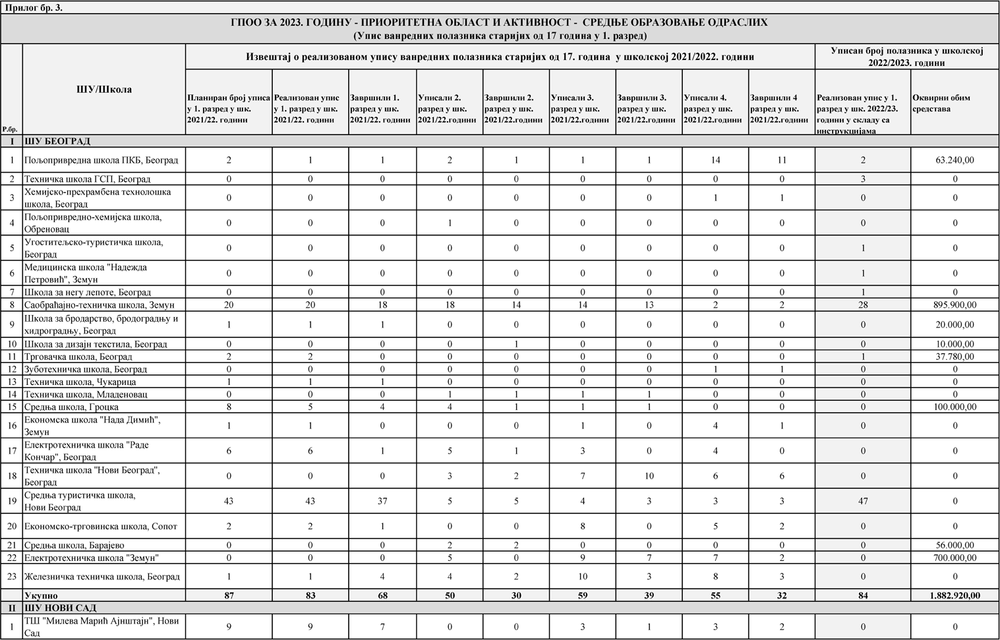 Прилог бр. 3.
ГПОО ЗА 2023. ГОДИНУ - ПРИОРИТЕТНА ОБЛАСТ И АКТИВНОСТ - СРЕДЊЕ ОБРАЗОВАЊЕ ОДРАСЛИХ
(Упис ванредних полазника старијих од 17 година у 1. разред)
Р.бр.
ШУ/Школа
Извештај о реализованом упису ванредних полазника старијих од 17. година у школској 2021/2022. години
Уписан број полазника у школској
2022/2023. години
Планиран број уписа
у 1. разред у шк.
2021/22. години
Реализован упис
у 1. разред у шк.
2021/22. години
Завршили 1.
разред у шк.
2021/22. години
Уписали 2.
разред у шк.
2021/22.години
Завршили 2.
разред у шк.
2021/22.години
Уписали 3.
разред у шк.
2021/22.години
Завршили 3.
разред у шк.
2021/22.години
Уписали 4.
разред у шк.
2021/22.години
Завршили 4
разред у шк.
2021/22.години
Реализован упис у 1.
разред у шк. 2022/23.
години у складу са
инструкцијама
Оквирни обим
средстава
I ШУ БЕОГРАД
1 Пољопривредна школа ПКБ, Београд 2 1 1 2 1 1 1 14 11 2 63.240,00
2 Техничка школа ГСП, Београд 0 0 0 0 0 0 0 0 0 3 0
3 Хемијско-прехрамбена технолошка
школа, Београд 0 0 0 0 0 0 0 1 1 0 0
4 Пољопривредно-хемијска школа,
Обреновац 0 0 0 1 0 0 0 0 0 0 0
5 Угоститељско-туристичка школа,
Београд 0 0 0 0 0 0 0 0 0 1 0
6 Медицинска школа "Надежда
Петровић", Земун 0 0 0 0 0 0 0 0 0 1 0
7 Школа за негу лепоте, Београд 0 0 0 0 0 0 0 0 0 1 0
8 Саобраћајно-техничка школа, Земун 20 20 18 18 14 14 13 2 2 28 895.900,00
9 Школа за бродарство, бродоградњу и
хидроградњу, Београд 1 1 1 0 0 0 0 0 0 0 20.000,00
10 Школа за дизајн текстила, Београд 0 0 0 0 1 0 0 0 0 0 10.000,00
11 Трговачка школа, Београд 2 2 0 0 0 0 0 0 0 1 37.780,00
12 Зуботехничка школа, Београд 0 0 0 0 0 0 0 1 1 0 0
13 Техничка школа, Чукарица 1 1 1 0 0 0 0 0 0 0 0
14 Техничка школа, Младеновац 0 0 0 1 1 1 1 0 0 0 0
15 Средња школа, Гроцка 8 5 4 4 1 1 1 0 0 0 100.000,00
16 Економска школа "Нада Димић",
Земун 1 1 0 0 0 1 0 4 1 0 0
17 Електротехничка школа "Раде
Кончар", Београд 6 6 1 5 1 3 0 4 0 0 0
18 Техничка школа "Нови Београд",
Београд 0 0 0 3 2 7 10 6 6 0 0
19 Средња туристичка школа,
Нови Београд 43 43 37 5 5 4 3 3 3 47 0
20 Економско-трговинска школа, Сопот 2 2 1 0 0 8 0 5 2 0 0
21 Средња школа, Барајево 0 0 0 2 2 0 0 0 0 0 56.000,00
22 Електротехничка школа "Земун" 0 0 0 5 0 9 7 7 2 0 700.000,00
23 Железничка техничка школа, Београд 1 1 4 4 2 10 3 8 3 0 0
Укупно 87 83 68 50 30 59 39 55 32 84 1.882.920,00
II ШУ НОВИ САД
1 ТШ "Милева Марић Ајнштајн", Нови
Сад 9 9 7 0 0 3 1 3 2 0 0